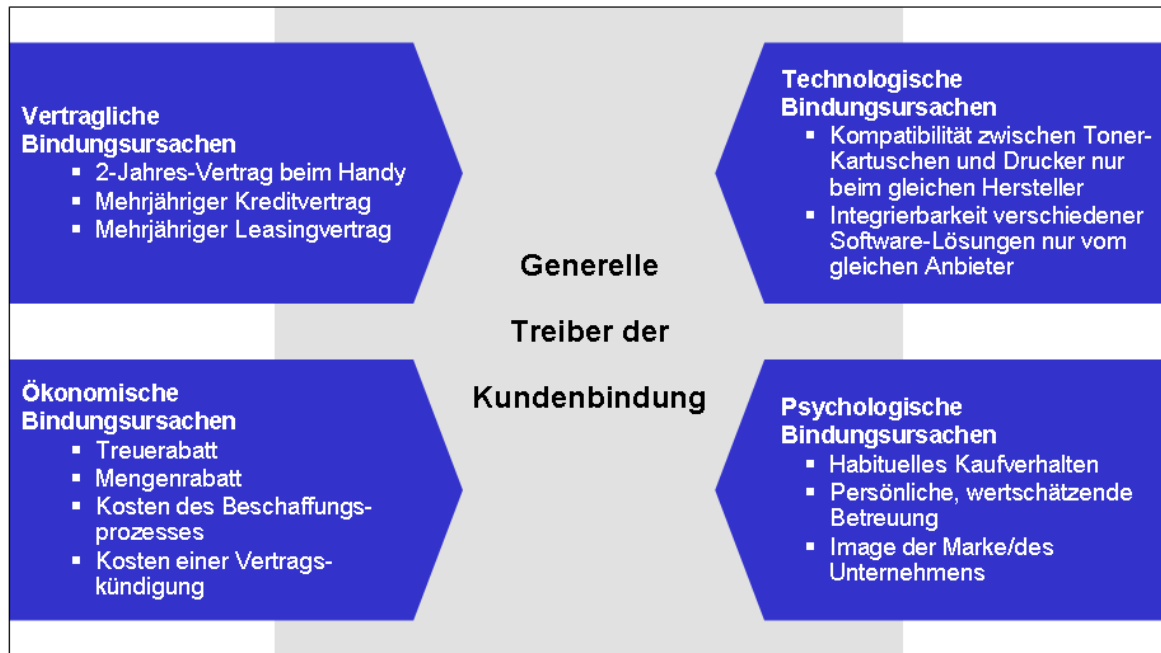 Vertragliche
Bindungsursachen
▪ 2-Jahres-Vertrag beim Handy
▪ Mehrjähriger Kreditvertrag
▪ Mehrjähriger Leasingvertrag
Technologische
Bindungsursachen
▪ Kompatibilität zwischen Toner-
Kartuschen und Drucker nur
beim gleichen Hersteller
▪ Integrierbarkeit verschiedener
Software-Lösungen nur vom
gleichen Anbieter
Generelle
Treiber der
Kundenbindung
Ökonomische
Bindungsursachen
▪ Treuerabatt
▪ Mengenrabatt
▪ Kosten des Beschaffungs-
prozesses
▪ Kosten einer Vertrags-
kündigung
Psychologische
Bindungsursachen
▪ Habituelles Kaufverhalten
▪ Persönliche, wertschätzende
Betreuung
▪ Image der Marke/des
Unternehmens